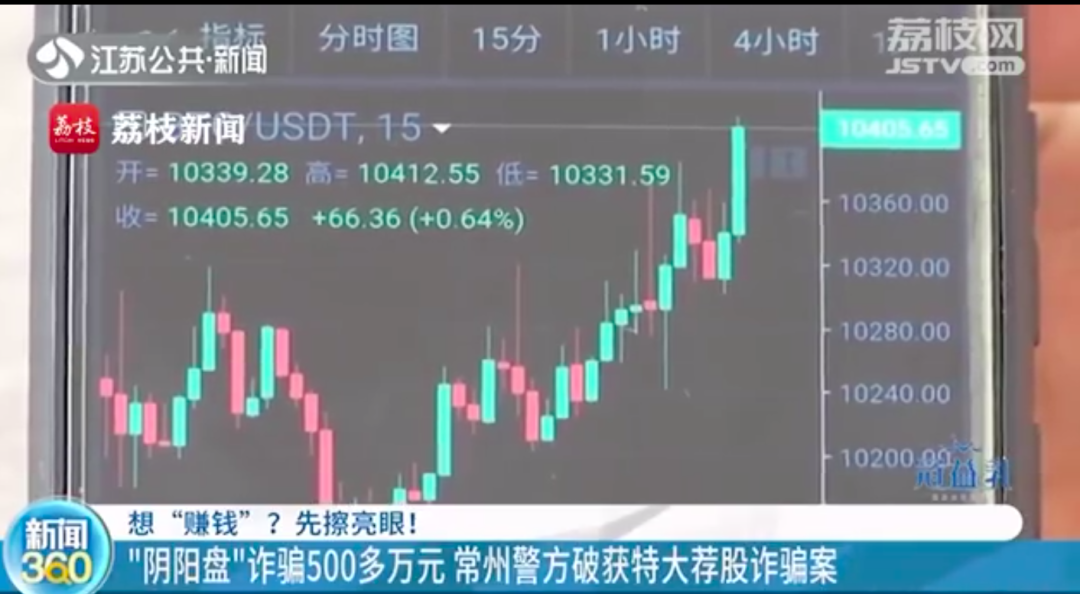 指标 分时图 15分 1小时 4小时
荔枝网
JSTV.com
江苏公共·新闻
荔枝
荔枝新闻
/USDT, 15
10405.65
开= 10339.28 高= 10412.55 低= 10331.59
收= 10405.65 +66.36 (+0.64%)
10360.00
10320.00
10280.00
10240.00
10200.00
冠益乳
新闻
360
想“赚钱”？先擦亮眼！
"阴阳盘"诈骗500多万元 常州警方破获特大荐股诈骗案